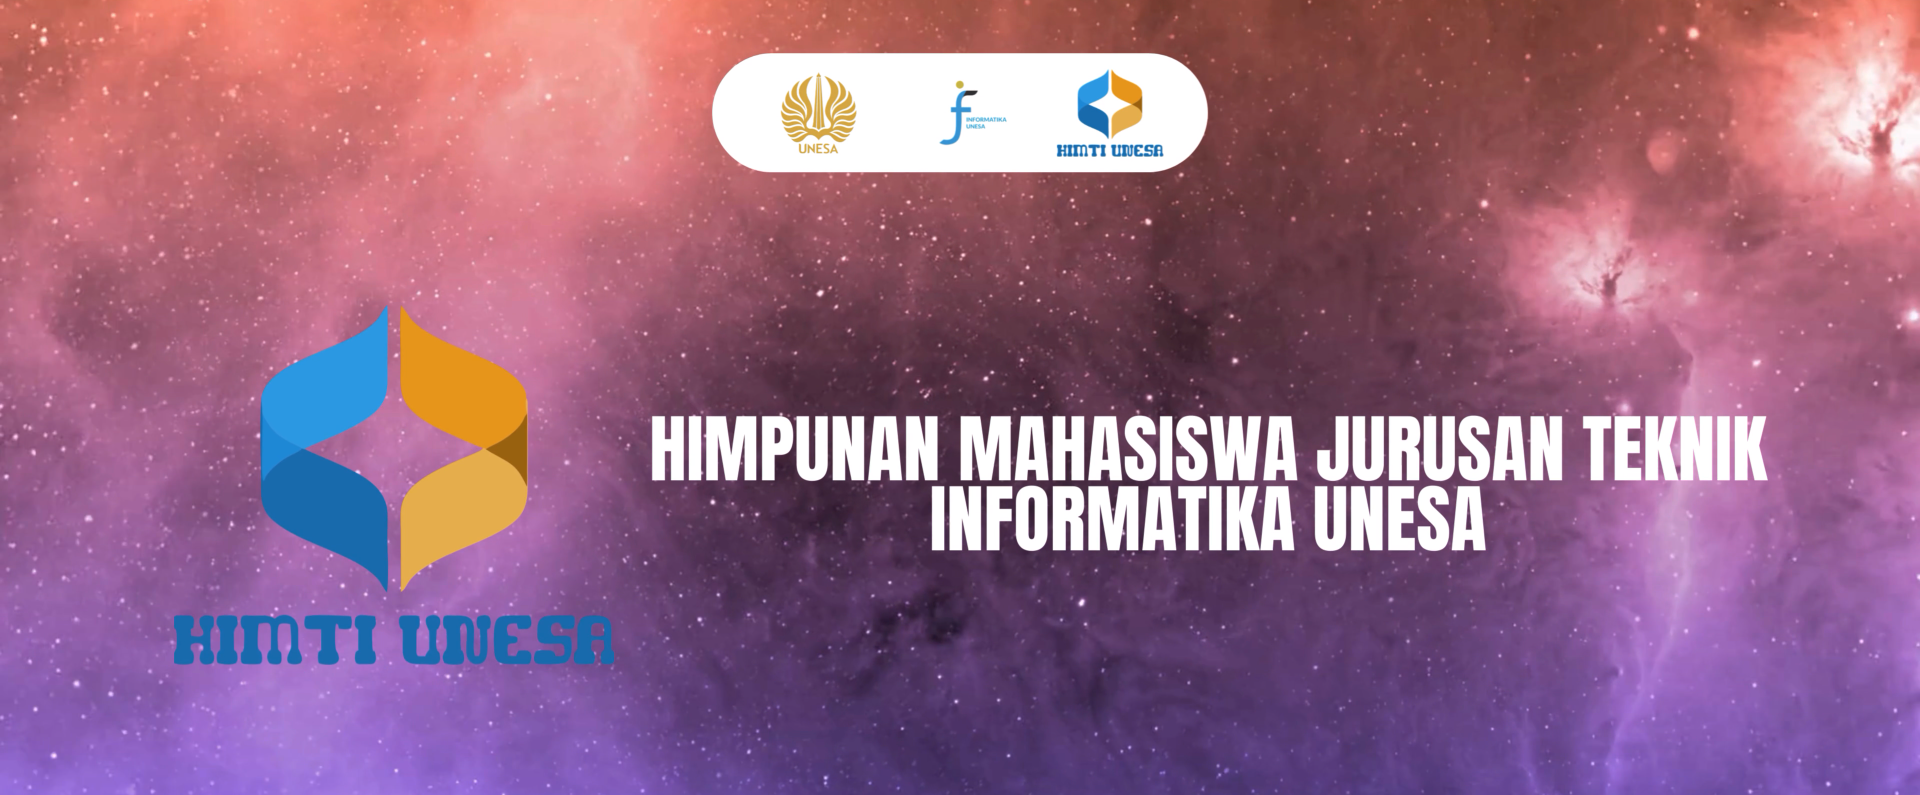 UNESA
INFORMATIKA
UNESA
HIMTI UNESA
HIMPUNAN MAHASISWA JURUSAN TEKNIK
INFORMATIKA UNESA
HIMTI UNESA